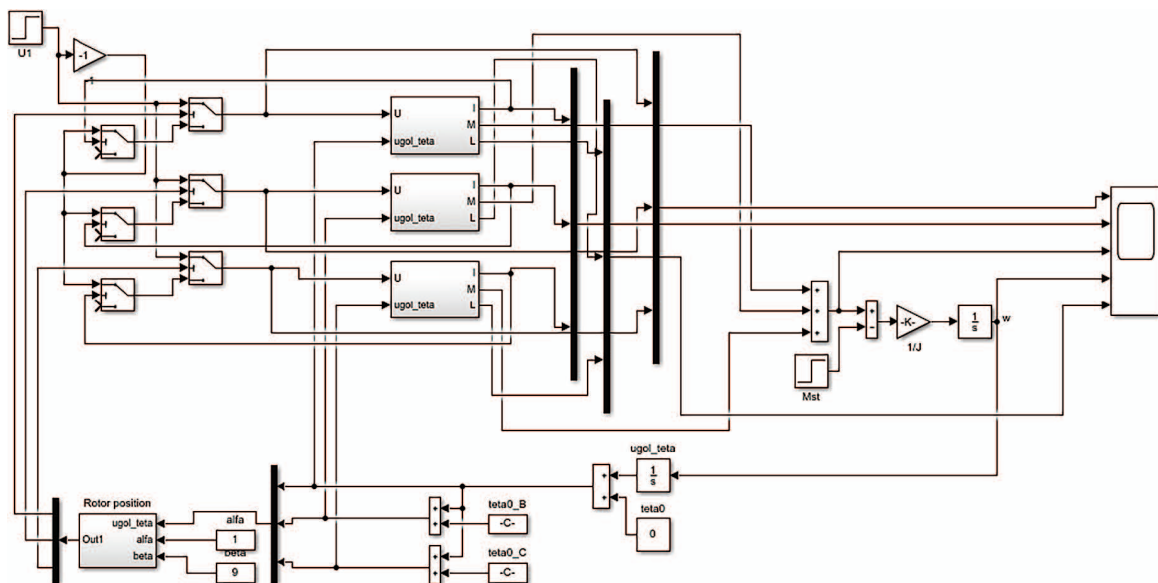 U1
-1
U
ugol_teta
I
M
L
U
ugol_teta
I
M
L
U
ugol_teta
I
M
L
+
+
+
+
-
-K-
1/J
1
s
w
Mst
ugol_teta
1
s
+
+
teta0
0
Rotor position
ugol_teta
Out1
alfa
beta
alfa
1
beta
9
+
+
teta0_B
-C-
teta0_C
+
+
-C-